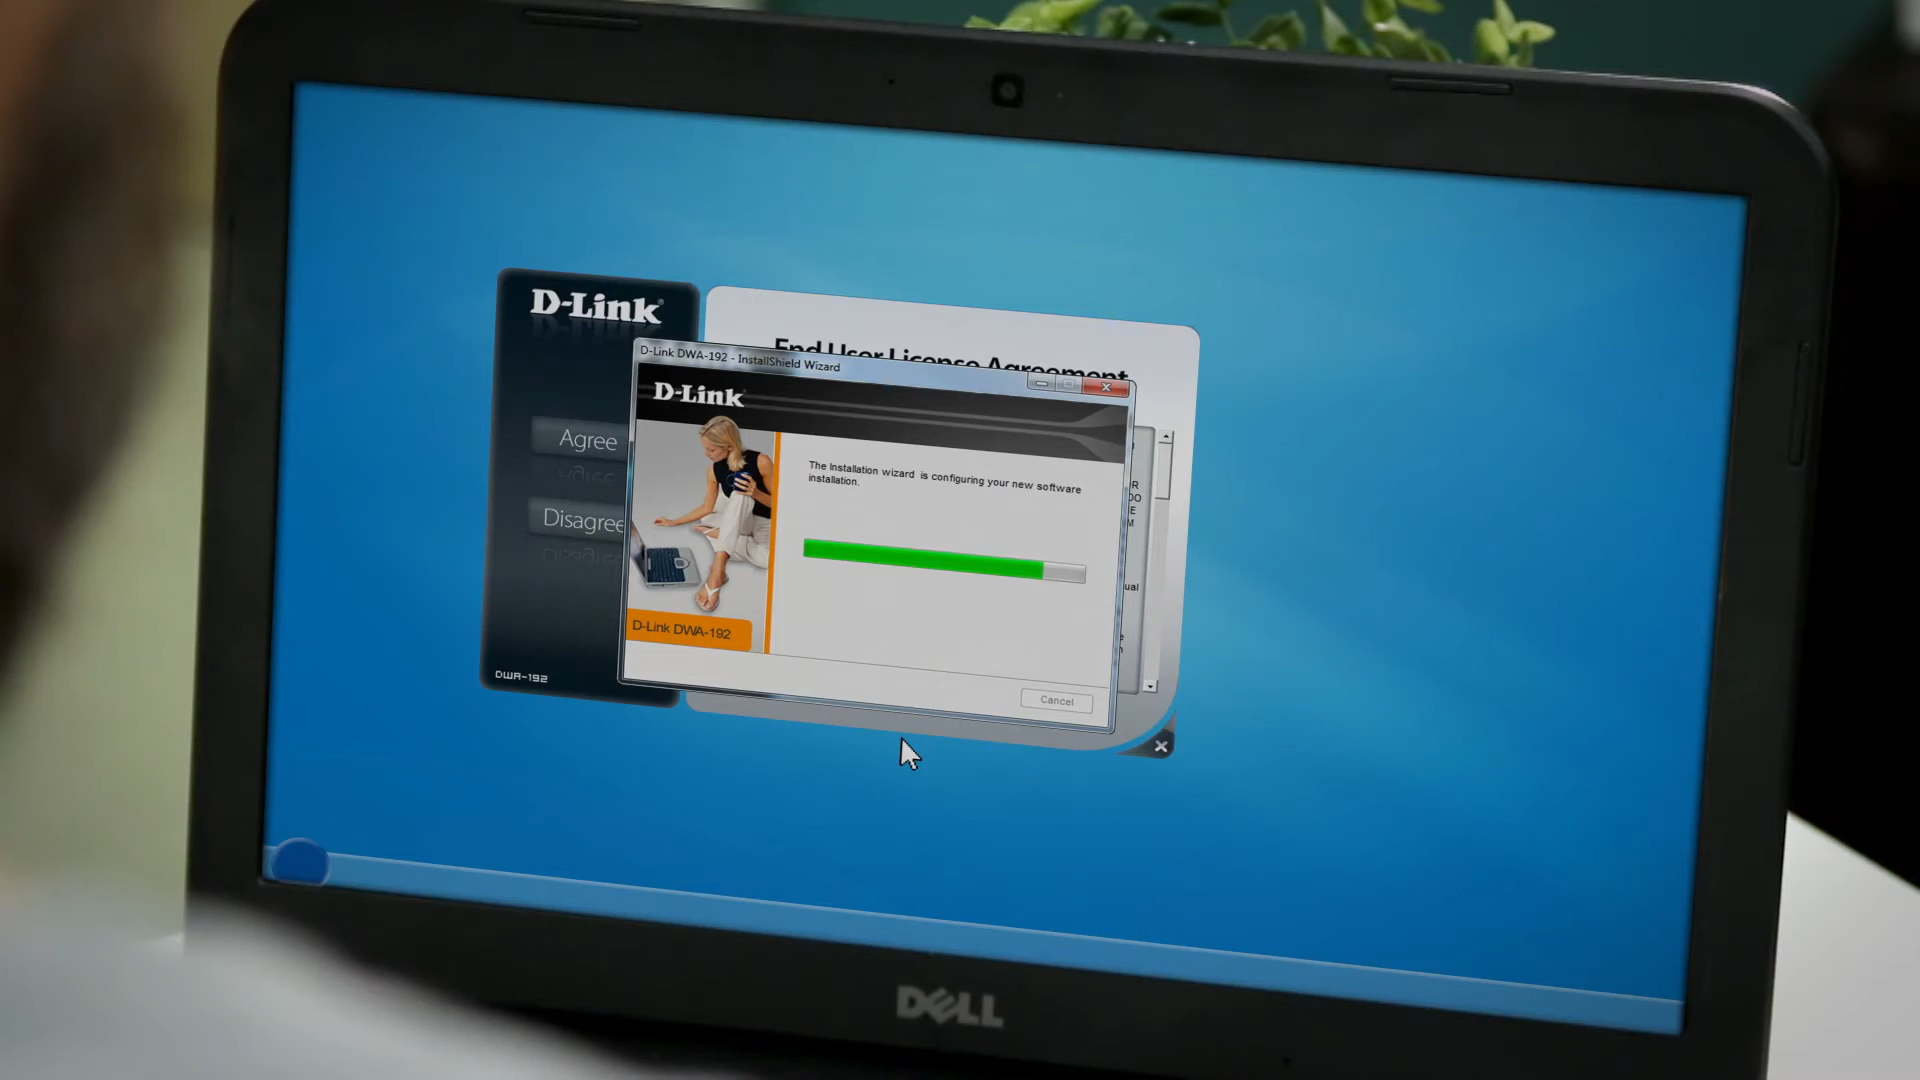 D-Link
End User License Agreement
D-Link DWA-192 - InstallShield Wizard
D-Link
Agree
Disagree
The Installation wizard is configuring your new software
installation.
D-Link DWA-192
DWA-192
Cancel
DELL